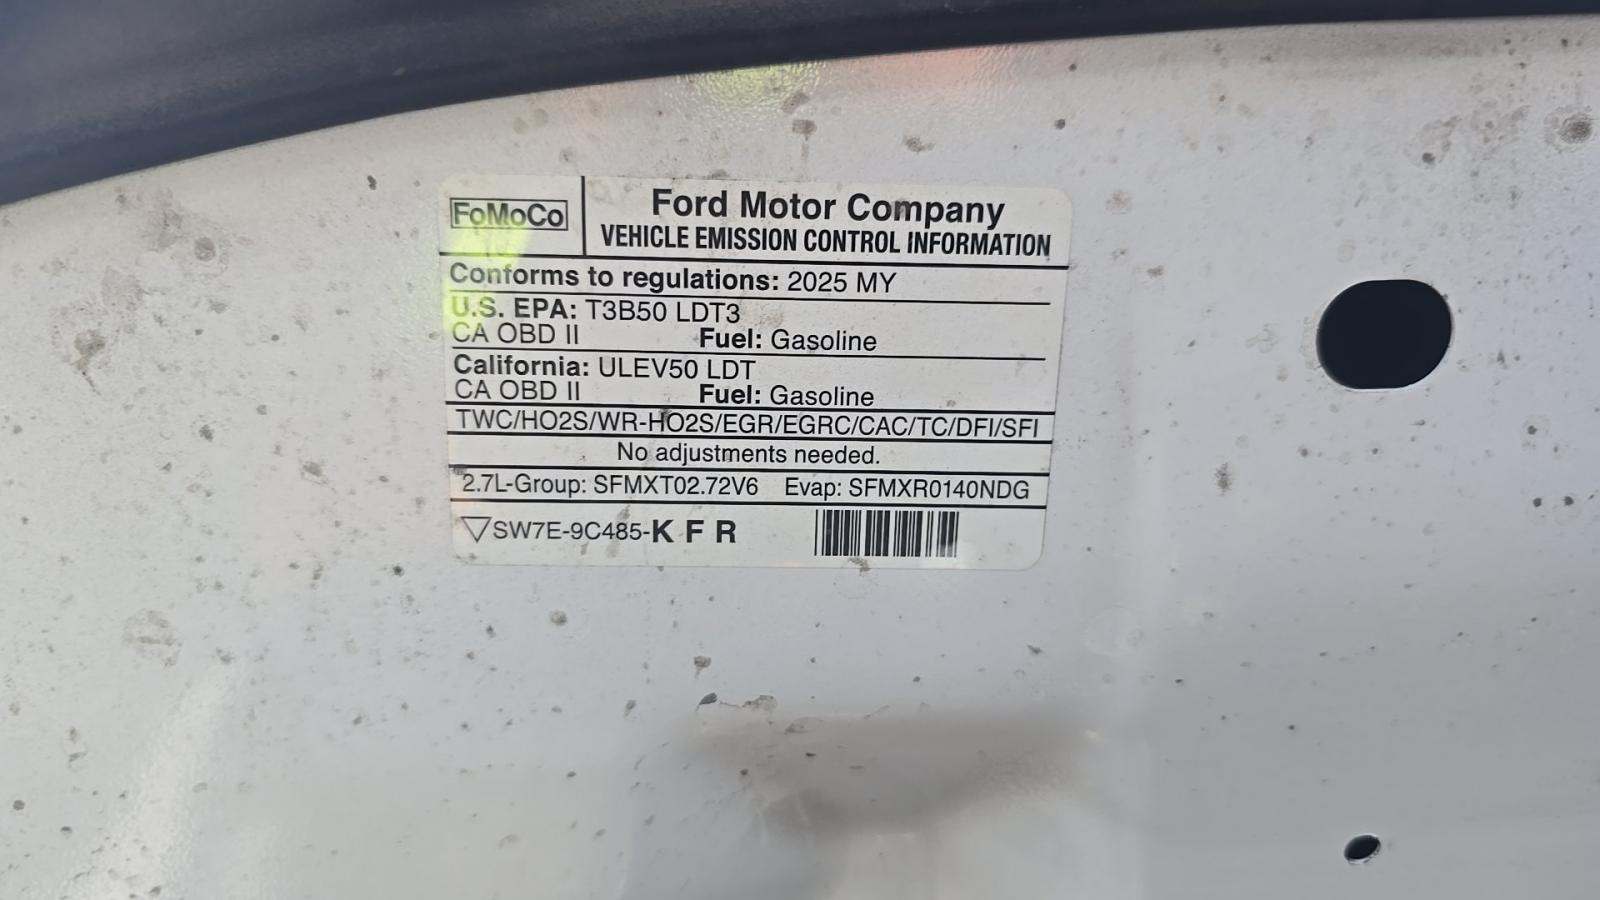 FoMoCo
Ford Motor Company
VEHICLE EMISSION CONTROL INFORMATION
Conforms to regulations: 2025 MY
U.S. EPA: T3B50 LDT3
CA OBD II Fuel: Gasoline
California: ULEV50 LDT
CA OBD II Fuel: Gasoline
TWC/HO2S/WR-HO2S/EGR/EGRC/CAC/TC/DFI/SFI
No adjustments needed.
2.7L-Group: SFMXT02.72V6 Evap: SFMXR0140NDG
▽SW7E-9C485-K F R